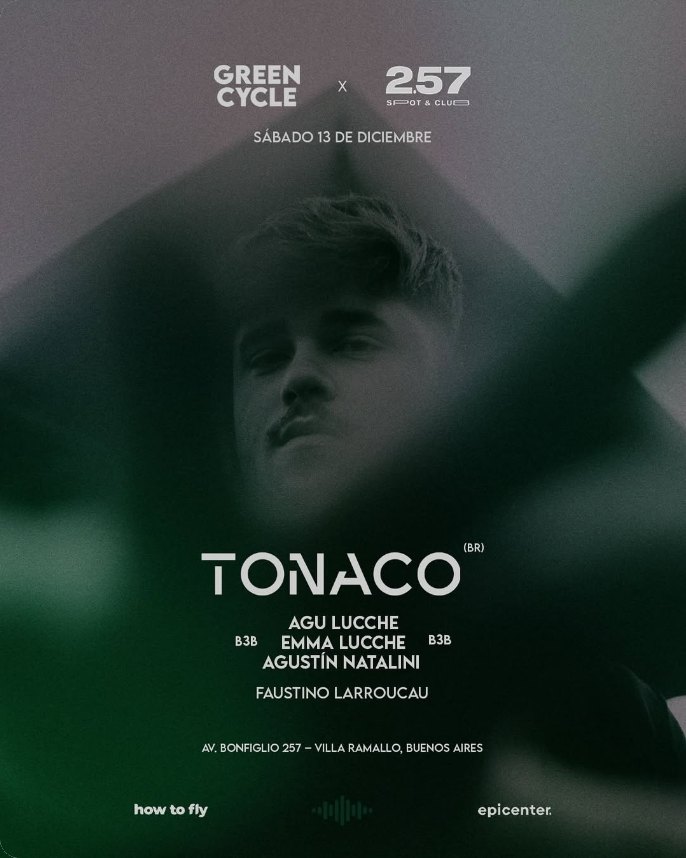 GREEN CYCLE X 2.57 SPOT & CLUB
SÁBADO 13 DE DICIEMBRE
TONACO (BR)
AGU LUCCHE
B3B EMMA LUCCHE B3B
AGUSTÍN NATALINI
FAUSTINO LARROUCAU
AV. BONFIGLIO 257 – VILLA RAMALLO, BUENOS AIRES
how to fly epicenter.